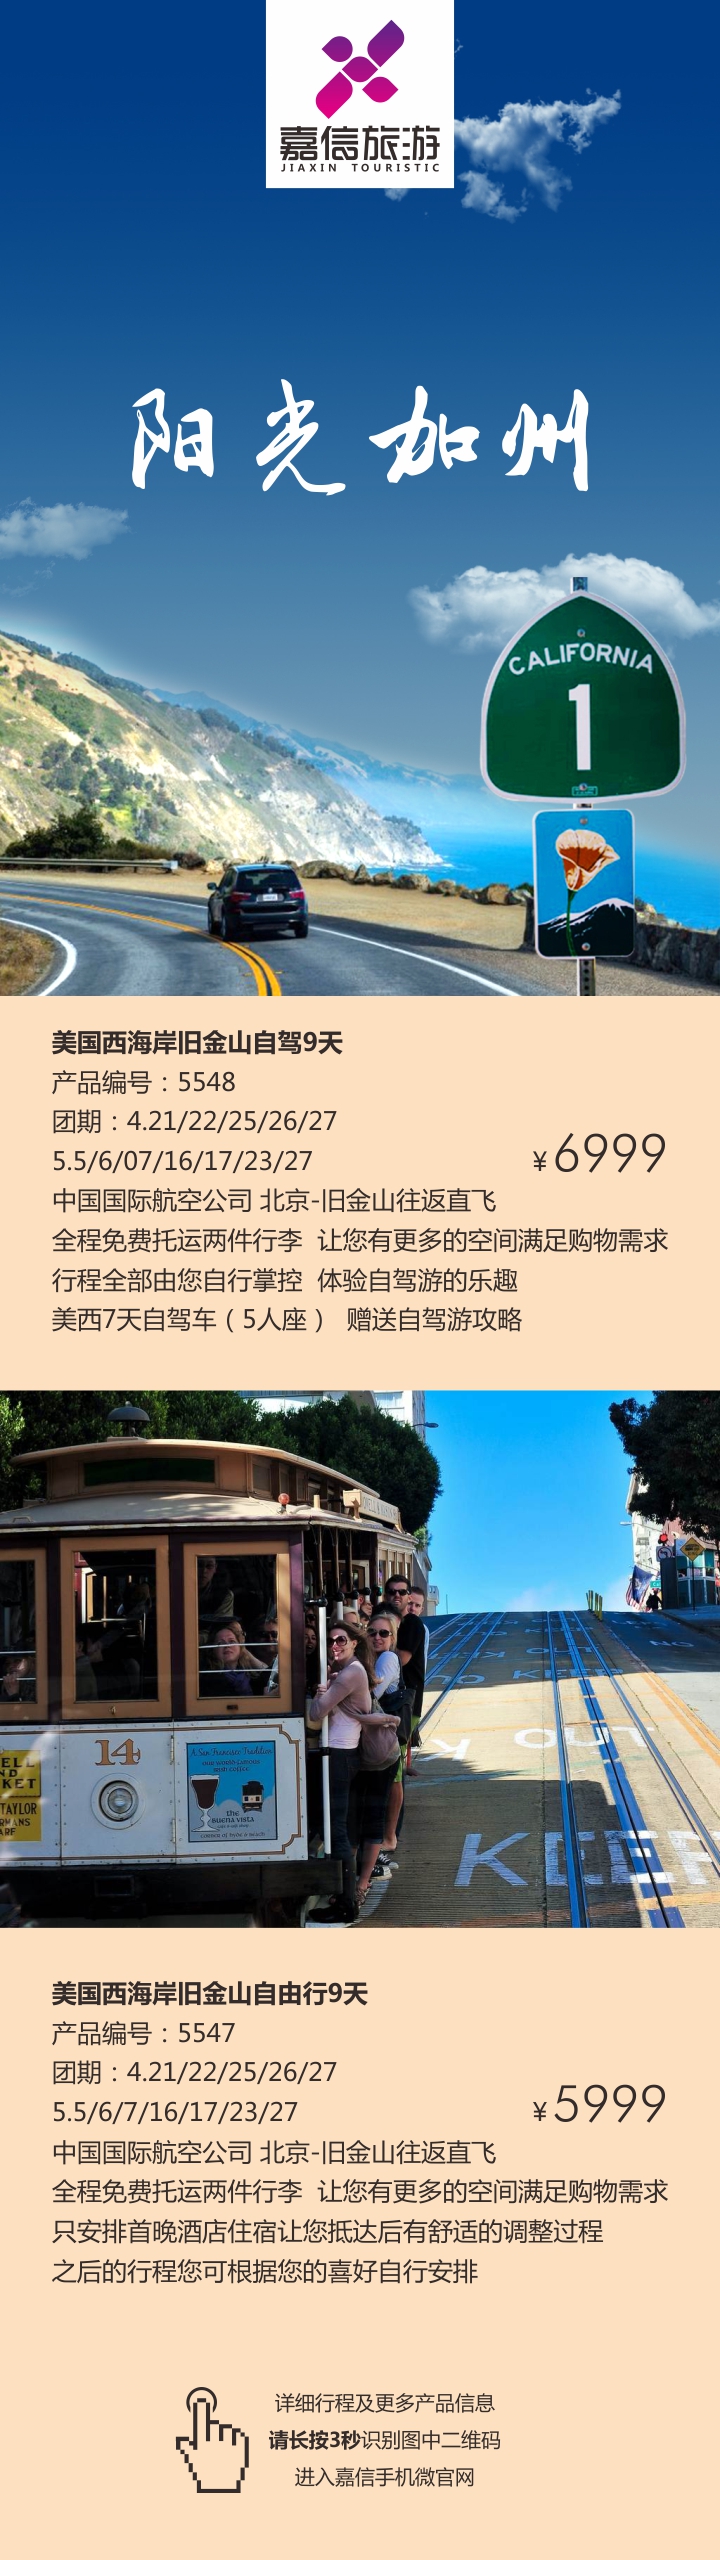 嘉信旅游
JIAXIN TOURISTIC
阳光加州
CALIFORNIA
1
美国西海岸旧金山自驾9天
产品编号：5548
团期：4.21/22/25/26/27
5.5/6/07/16/17/23/27
¥6999
中国国际航空公司 北京-旧金山往返直飞
全程免费托运两件行李 让您有更多的空间满足购物需求
行程全部由您自行掌控 体验自驾游的乐趣
美西7天自驾车（5人座） 赠送自驾游攻略
14
A San Francisco Tradition
the
BUENA VISTA
TAYLOR
KEEP
KEEP
美国西海岸旧金山自由行9天
产品编号：5547
团期：4.21/22/25/26/27
5.5/6/7/16/17/23/27
¥5999
中国国际航空公司 北京-旧金山往返直飞
全程免费托运两件行李 让您有更多的空间满足购物需求
只安排首晚酒店住宿让您抵达后有舒适的调整过程
之后的行程您可根据您的喜好自行安排
详细行程及更多产品信息
请长按3秒识别图中二维码
进入嘉信手机微官网